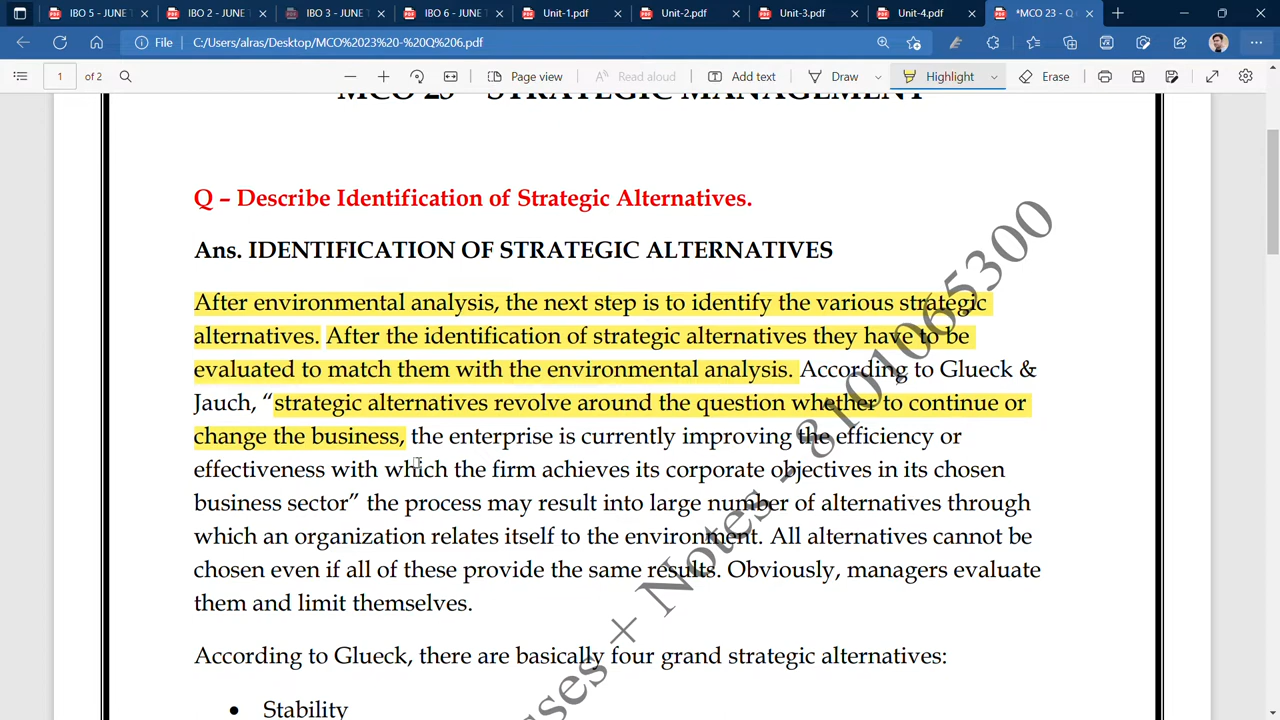 IBO 5 - JUNE T
IBO 2 - JUNE T
IBO 3 - JUNE T
IBO 6 - JUNE T
Unit-1.pdf
Unit-2.pdf
Unit-3.pdf
Unit-4.pdf
*MCO 23 - Q
File
C:/Users/alras/Desktop/MCO%2023%20-%20Q%206.pdf
1 of 2
Page view
Read aloud
Add text
Draw
Highlight
Erase
MCO 23 – STRATEGIC MANAGEMENT
Q – Describe Identification of Strategic Alternatives.
Ans. IDENTIFICATION OF STRATEGIC ALTERNATIVES
After environmental analysis, the next step is to identify the various strategic
alternatives. After the identification of strategic alternatives they have to be
evaluated to match them with the environmental analysis. According to Glueck &
Jauch, “strategic alternatives revolve around the question whether to continue or
change the business, the enterprise is currently improving the efficiency or
effectiveness with which the firm achieves its corporate objectives in its chosen
business sector” the process may result into large number of alternatives through
which an organization relates itself to the environment. All alternatives cannot be
chosen even if all of these provide the same results. Obviously, managers evaluate
them and limit themselves.
According to Glueck, there are basically four grand strategic alternatives:
• Stability
sses + Notes - 8101065300